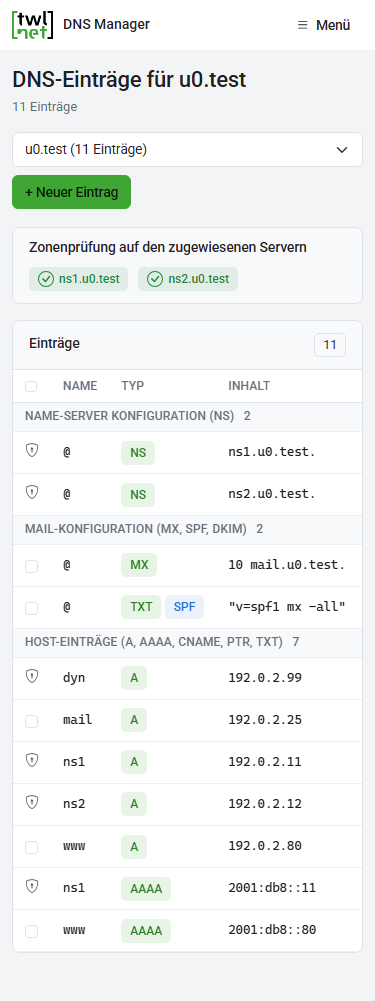 twl
net
DNS Manager
Menü
DNS-Einträge für u0.test
11 Einträge
u0.test (11 Einträge)
+ Neuer Eintrag
Zonenprüfung auf den zugewiesenen Servern
ns1.u0.test ns2.u0.test
Einträge 11
NAME TYP INHALT
NAME-SERVER KONFIGURATION (NS) 2
@ NS ns1.u0.test.
@ NS ns2.u0.test.
MAIL-KONFIGURATION (MX, SPF, DKIM) 2
@ MX 10 mail.u0.test.
@ TXT SPF "v=spf1 mx -all"
HOST-EINTRÄGE (A, AAAA, CNAME, PTR, TXT) 7
dyn A 192.0.2.99
mail A 192.0.2.25
ns1 A 192.0.2.11
ns2 A 192.0.2.12
www A 192.0.2.80
ns1 AAAA 2001:db8::11
www AAAA 2001:db8::80